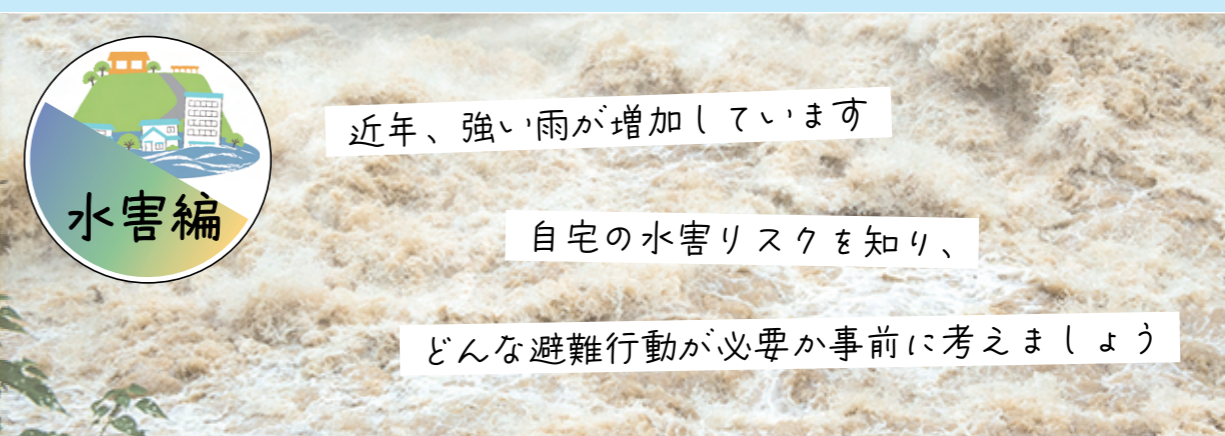 水害編
近年、強い雨が増加しています
自宅の水害リスクを知り、
どんな避難行動が必要か事前に考えましょう